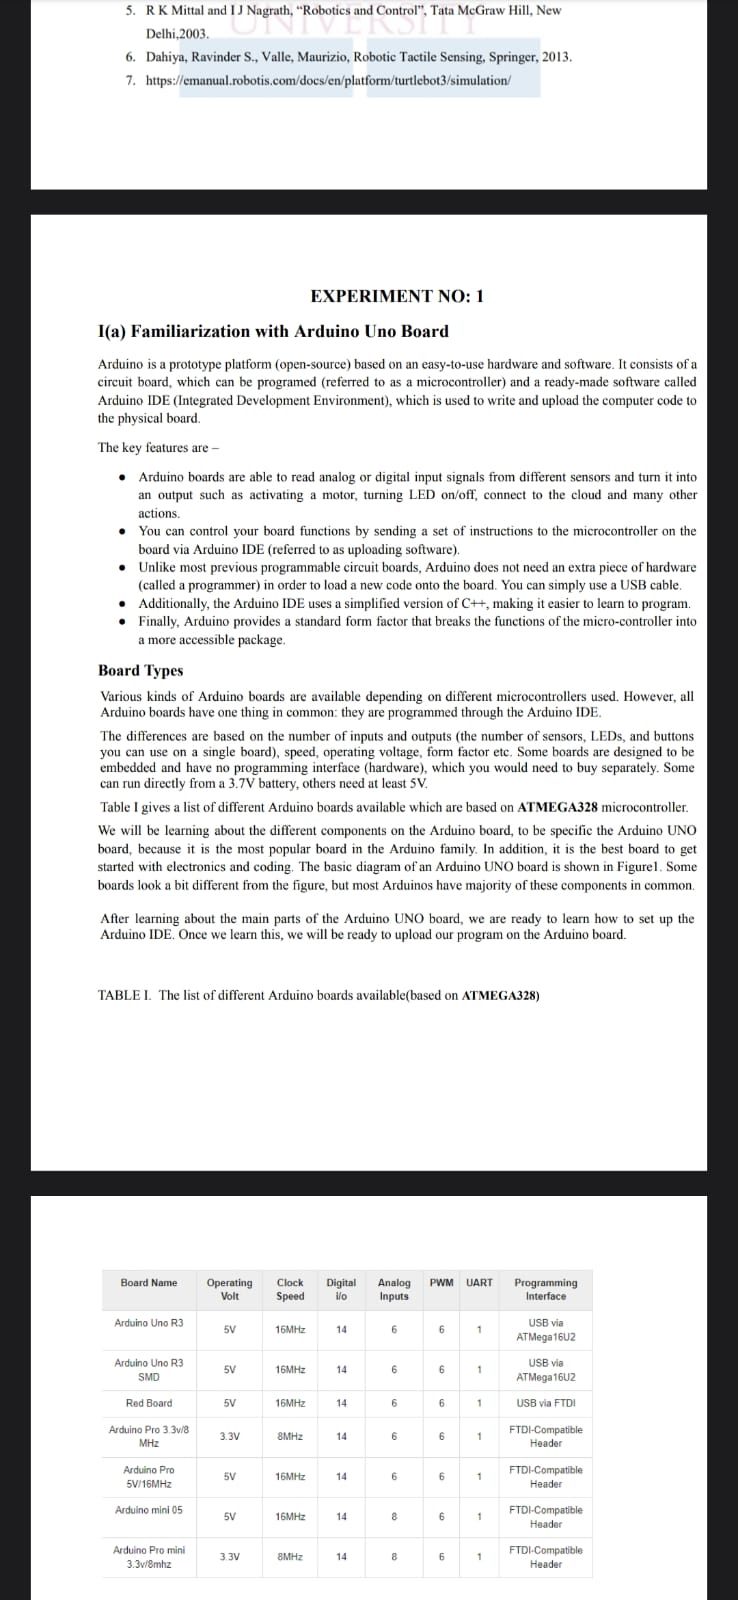 5. R K Mittal and I J Nagrath, “Robotics and Control”, Tata McGraw Hill, New
Delhi,2003.
UNIVERSITY
6. Dahiya, Ravinder S., Valle, Maurizio, Robotic Tactile Sensing, Springer, 2013.
7. https://emanual.robotis.com/docs/en/platform/turtlebot3/simulation/
EXPERIMENT NO: 1
I(a) Familiarization with Arduino Uno Board
Arduino is a prototype platform (open-source) based on an easy-to-use hardware and software. It consists of a
circuit board, which can be programed (referred to as a microcontroller) and a ready-made software called
Arduino IDE (Integrated Development Environment), which is used to write and upload the computer code to
the physical board.
The key features are –
• Arduino boards are able to read analog or digital input signals from different sensors and turn it into
an output such as activating a motor, turning LED on/off, connect to the cloud and many other
actions.
• You can control your board functions by sending a set of instructions to the microcontroller on the
board via Arduino IDE (referred to as uploading software).
• Unlike most previous programmable circuit boards, Arduino does not need an extra piece of hardware
(called a programmer) in order to load a new code onto the board. You can simply use a USB cable.
• Additionally, the Arduino IDE uses a simplified version of C++, making it easier to learn to program.
• Finally, Arduino provides a standard form factor that breaks the functions of the micro-controller into
a more accessible package.
Board Types
Various kinds of Arduino boards are available depending on different microcontrollers used. However, all
Arduino boards have one thing in common: they are programmed through the Arduino IDE.
The differences are based on the number of inputs and outputs (the number of sensors, LEDs, and buttons
you can use on a single board), speed, operating voltage, form factor etc. Some boards are designed to be
embedded and have no programming interface (hardware), which you would need to buy separately. Some
can run directly from a 3.7V battery, others need at least 5V.
Table I gives a list of different Arduino boards available which are based on ATMEGA328 microcontroller.
We will be learning about the different components on the Arduino board, to be specific the Arduino UNO
board, because it is the most popular board in the Arduino family. In addition, it is the best board to get
started with electronics and coding. The basic diagram of an Arduino UNO board is shown in Figure1. Some
boards look a bit different from the figure, but most Arduinos have majority of these components in common.
After learning about the main parts of the Arduino UNO board, we are ready to learn how to set up the
Arduino IDE. Once we learn this, we will be ready to upload our program on the Arduino board.
TABLE I. The list of different Arduino boards available(based on ATMEGA328)
Board Name Operating Volt Clock Speed Digital i/o Analog Inputs PWM UART Programming Interface
Arduino Uno R3 5V 16MHz 14 6 6 1 USB via ATMega16U2
Arduino Uno R3 SMD 5V 16MHz 14 6 6 1 USB via ATMega16U2
Red Board 5V 16MHz 14 6 6 1 USB via FTDI
Arduino Pro 3.3v/8 MHz 3.3V 8MHz 14 6 6 1 FTDI-Compatible Header
Arduino Pro 5V/16MHz 5V 16MHz 14 6 6 1 FTDI-Compatible Header
Arduino mini 05 5V 16MHz 14 8 6 1 FTDI-Compatible Header
Arduino Pro mini 3.3v/8mhz 3.3V 8MHz 14 8 6 1 FTDI-Compatible Header